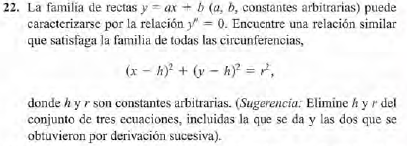 22. La familia de rectas y = ax + b (a, b, constantes arbitrarias) puede
caracterizarse por la relación y" = 0. Encuentre una relación similar
que satisfaga la familia de todas las circunferencias,
(x − h)² + (y − h)² = r²,
donde h y r son constantes arbitrarias. (Sugerencia: Elimine h y r del
conjunto de tres ecuaciones, incluidas la que se da y las dos que se
obtuvieron por derivación sucesiva).